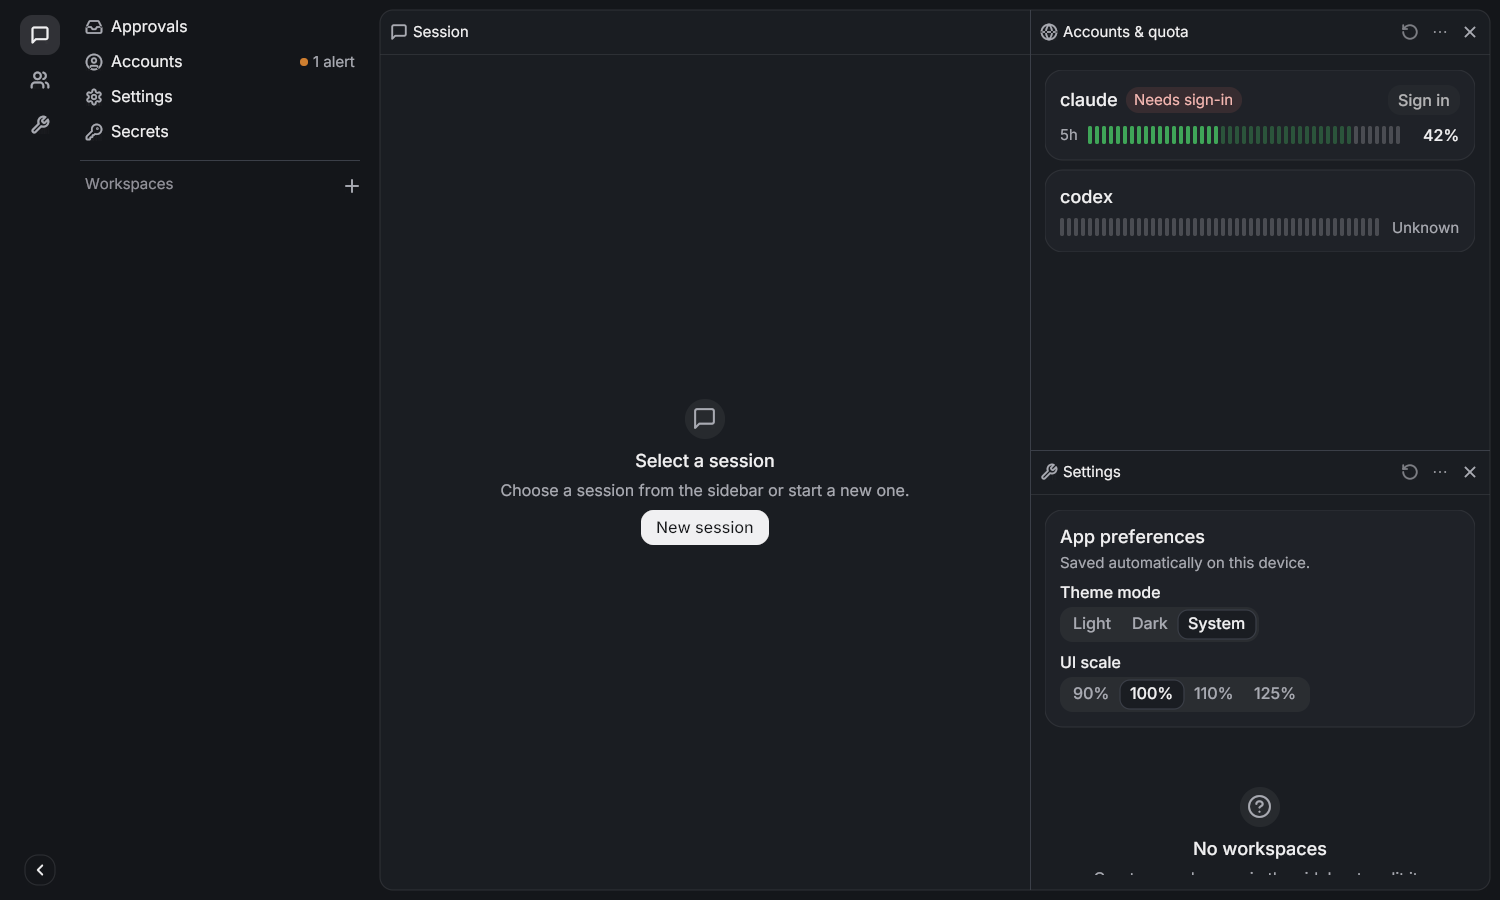 Approvals
Accounts
1 alert
Settings
Secrets
Workspaces
Session
Select a session
Choose a session from the sidebar or start a new one.
New session
Accounts & quota
claude
Needs sign-in
Sign in
5h
42%
codex
Unknown
Settings
App preferences
Saved automatically on this device.
Theme mode
Light Dark System
UI scale
90% 100% 110% 125%
No workspaces